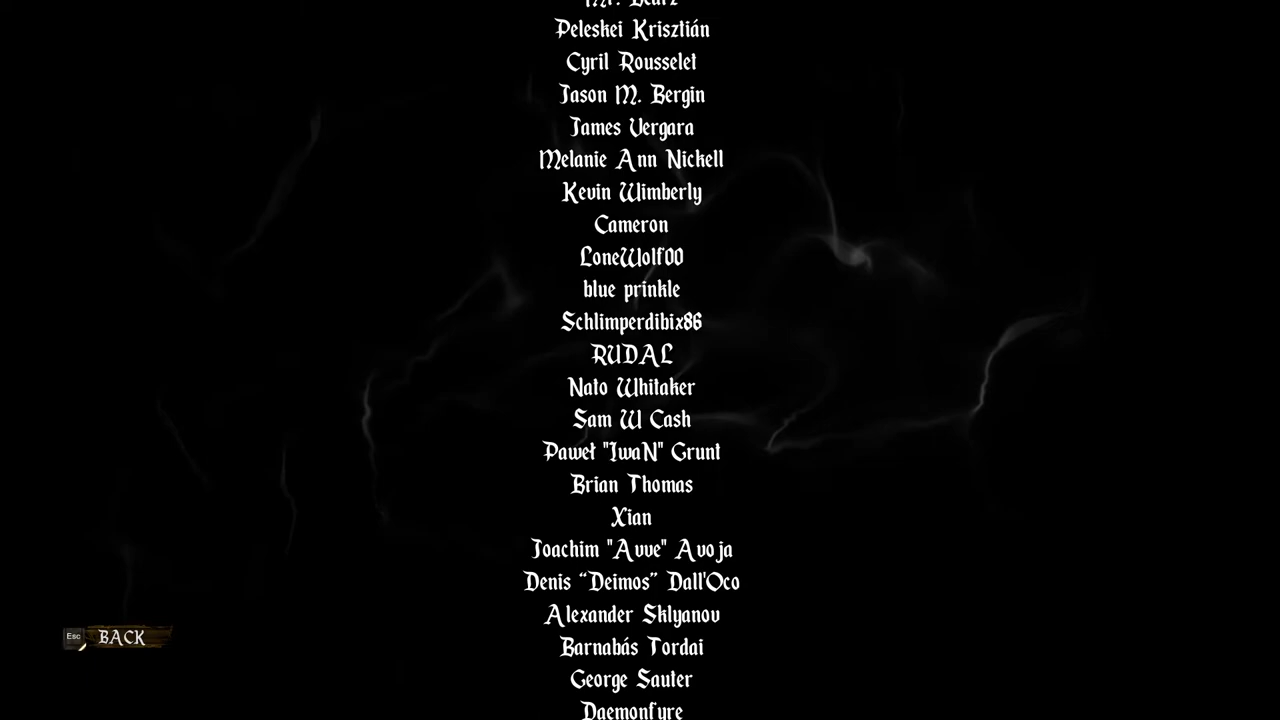 Peleskei Krisztián
Cyril Rousselet
Jason M. Bergin
James Vergara
Melanie Ann Nickell
Kevin Wimberly
Cameron
LoneWolf00
blue prinkle
Schlimperdibix86
RUDAL
Nato Whitaker
Sam W Cash
Paweł "IwaN" Grunt
Brian Thomas
Xian
Joachim "Avve" Avoja
Denis “Deimos” Dall'Oco
Alexander Sklyanov
Barnabás Tordai
George Sauter
Daemonfyre
Esc BACK